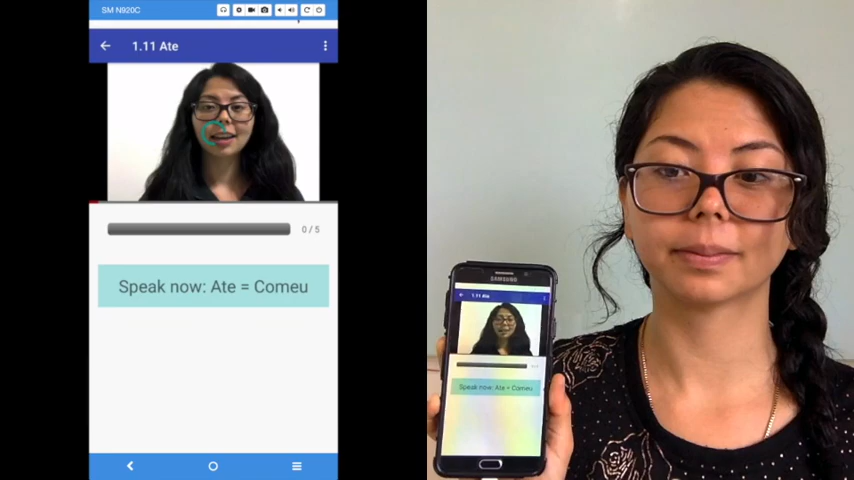 SM N920C
1.11 Ate
0 / 5
Speak now: Ate = Comeu
SAMSUNG
1.11 Ate
Speak now: Ate = Comeu